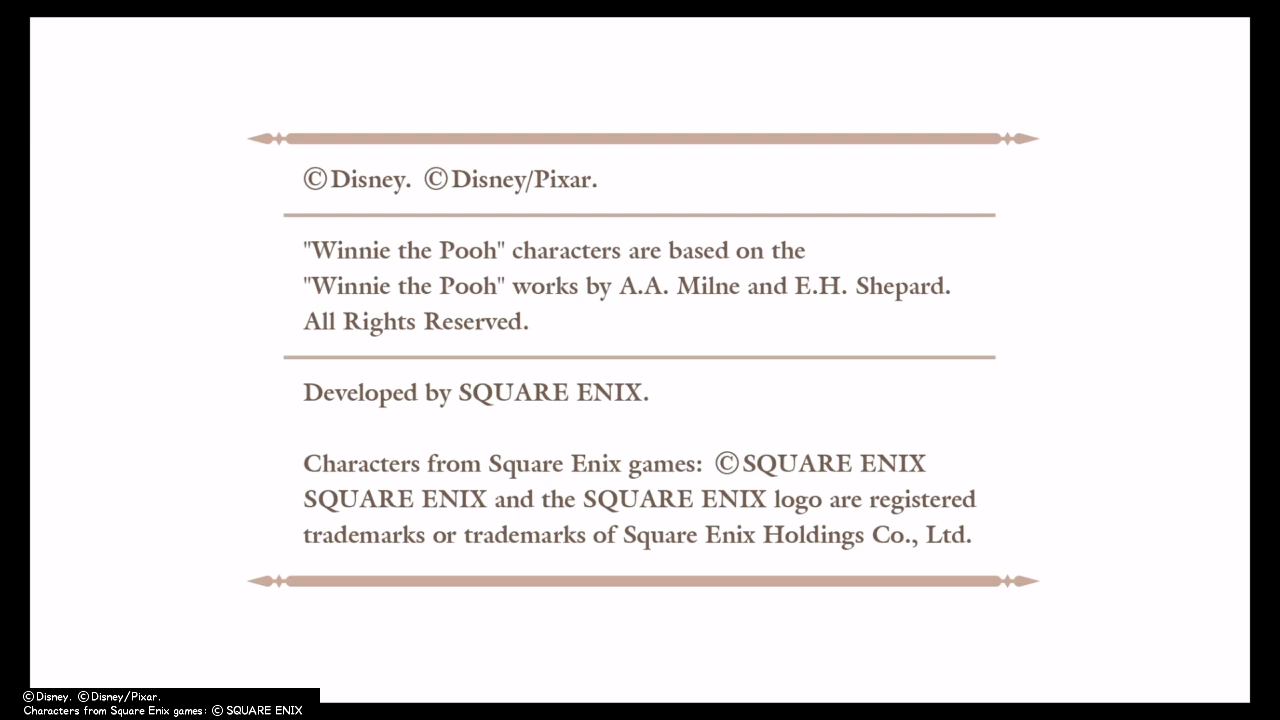 ©Disney. ©Disney/Pixar.
"Winnie the Pooh" characters are based on the
"Winnie the Pooh" works by A.A. Milne and E.H. Shepard.
All Rights Reserved.
Developed by SQUARE ENIX.
Characters from Square Enix games: ©SQUARE ENIX
SQUARE ENIX and the SQUARE ENIX logo are registered
trademarks or trademarks of Square Enix Holdings Co., Ltd.
©Disney. ©Disney/Pixar.
Characters from Square Enix games: © SQUARE ENIX